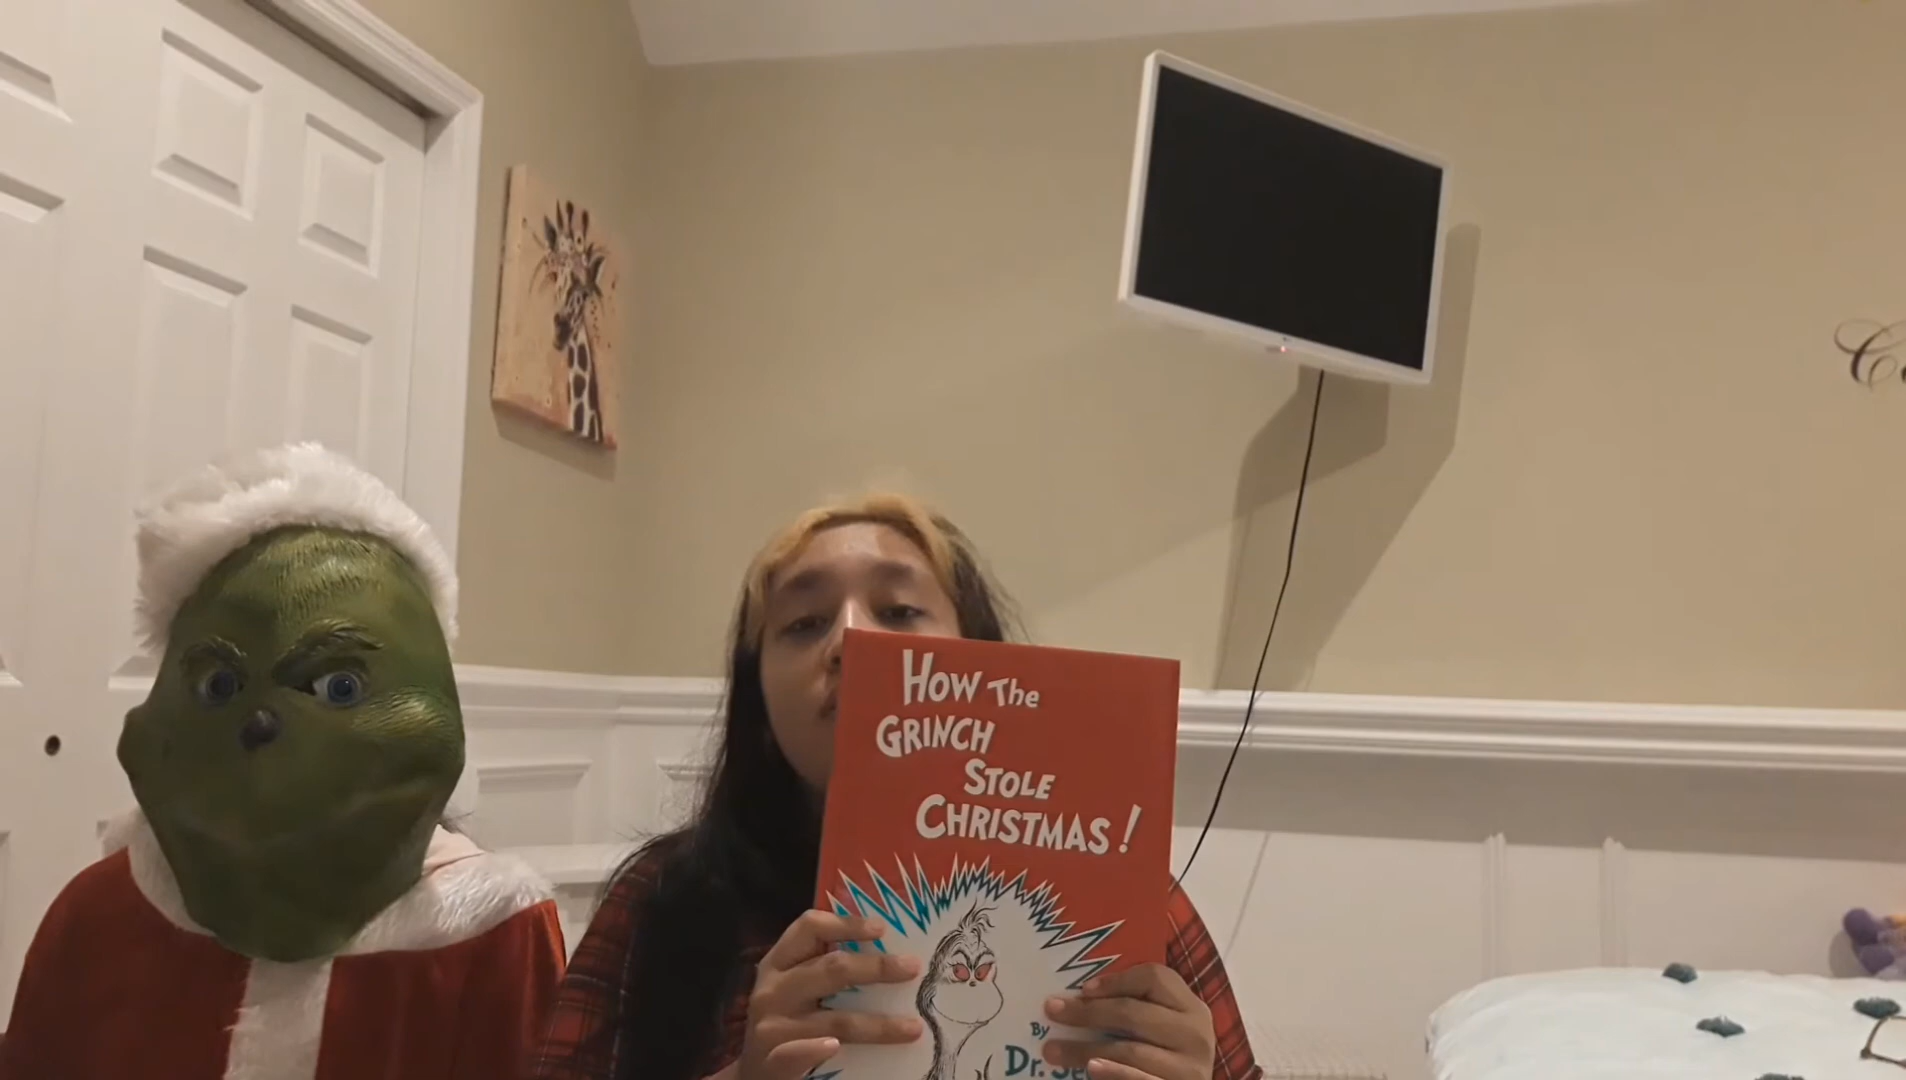 How The
GRINCH
STOLE
CHRISTMAS!
By
Dr.